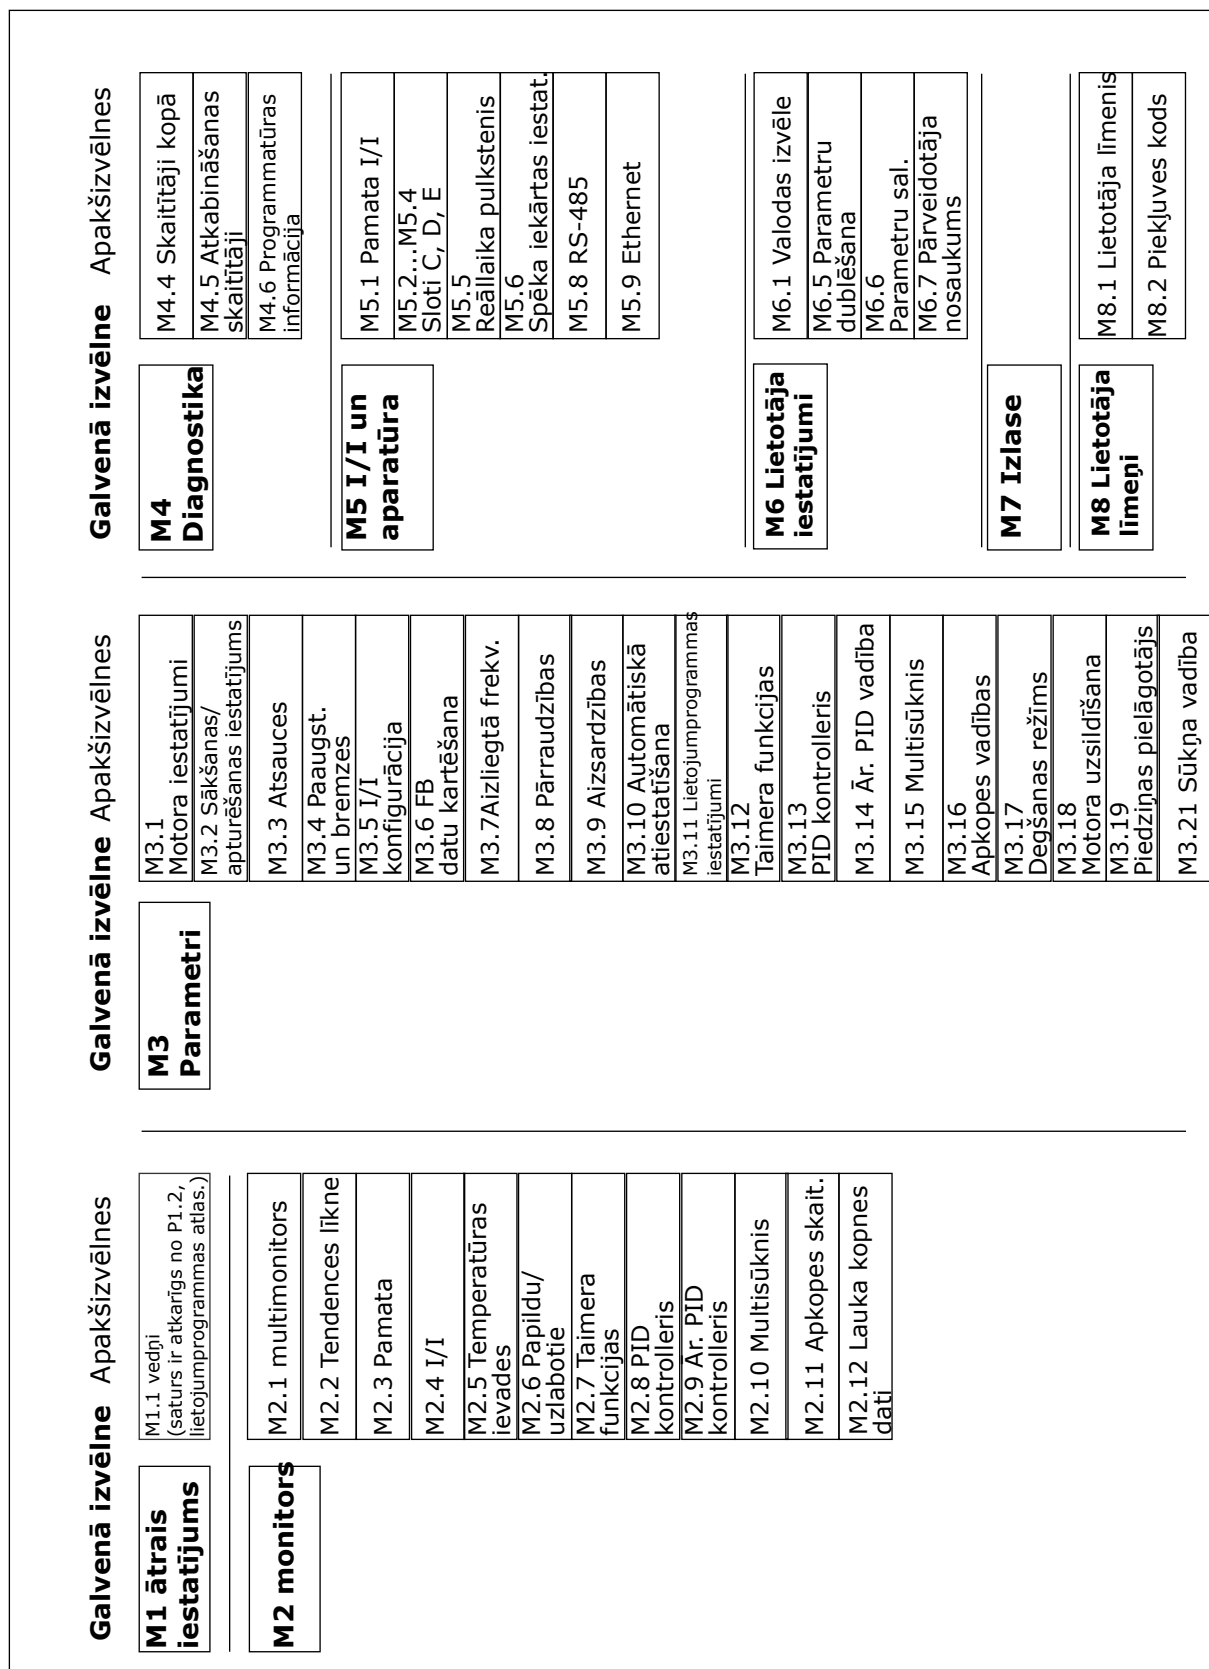 Galvenā izvēlne Apakšizvēlnes
M1 ātrais
iestatījums
M1.1 vedņi
(saturs ir atkarīgs no P1.2,
lietojumprogrammas atlas.)
M2 monitors
M2.1 multimonitors
M2.2 Tendences līkne
M2.3 Pamata
M2.4 I/I
M2.5 Temperatūras
ievades
M2.6 Papildu/
uzlabotie
M2.7 Taimera
funkcijas
M2.8 PID
kontrolleris
M2.9 Ār. PID
kontrolleris
M2.10 Multisūknis
M2.11 Apkopes skait.
M2.12 Lauka kopnes
dati
Galvenā izvēlne Apakšizvēlnes
M3
Parametri
M3.1
Motora iestatījumi
M3.2 Sākšanas/
apturēšanas iestatījums
M3.3 Atsauces
M3.4 Paaugst.
un bremzes
M3.5 I/I
konfigurācija
M3.6 FB
datu kartēšana
M3.7Aizliegtā frekv.
M3.8 Pārraudzības
M3.9 Aizsardzības
M3.10 Automātiskā
atiestatīšana
M3.11 Lietojumprogrammas
iestatījumi
M3.12
Taimera funkcijas
M3.13
PID kontrolleris
M3.14 Ār. PID vadība
M3.15 Multisūknis
M3.16
Apkopes vadības
M3.17
Degšanas režīms
M3.18
Motora uzsildīšana
M3.19
Piedziņas pielāgotājs
M3.21 Sūkņa vadība
Galvenā izvēlne Apakšizvēlnes
M4
Diagnostika
M4.4 Skaitītāji kopā
M4.5 Atkabināšanas
skaitītāji
M4.6 Programmatūras
informācija
M5 I/I un
aparatūra
M5.1 Pamata I/I
M5.2...M5.4
Sloti C, D, E
M5.5
Reāllaika pulkstenis
M5.6
Spēka iekārtas iestat.
M5.8 RS-485
M5.9 Ethernet
M6 Lietotāja
iestatījumi
M6.1 Valodas izvēle
M6.5 Parametru
dublēšana
M6.6
Parametru sal.
M6.7 Pārveidotāja
nosaukums
M7 Izlase
M8 Lietotāja
līmeņi
M8.1 Lietotāja līmenis
M8.2 Piekļuves kods